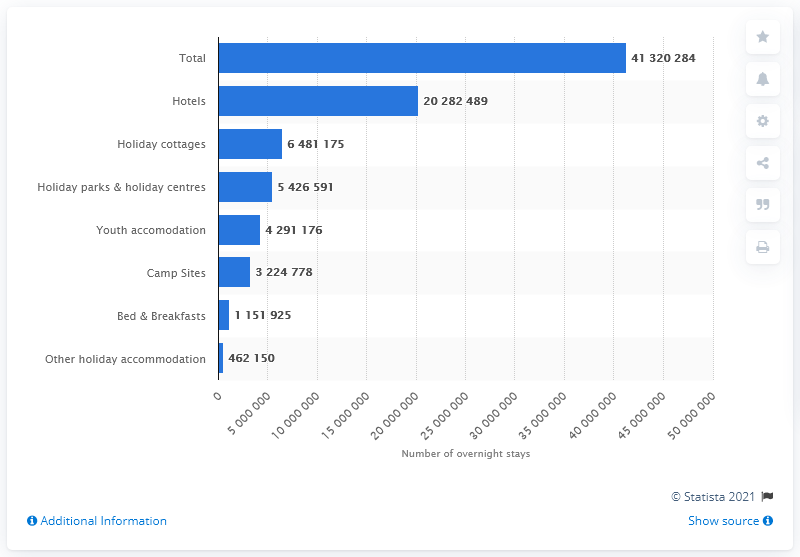 Total 41 320 284
Hotels 20 282 489
Holiday cottages 6 481 175
Holiday parks & holiday centres 5 426 591
Youth accomodation 4 291 176
Camp Sites 3 224 778
Bed & Breakfasts 1 151 925
Other holiday accommodation 462 150
0 5 000 000 10 000 000 15 000 000 20 000 000 25 000 000 30 000 000 35 000 000 40 000 000 45 000 000 50 000 000
Number of overnight stays
© Statista 2021
Additional Information Show source